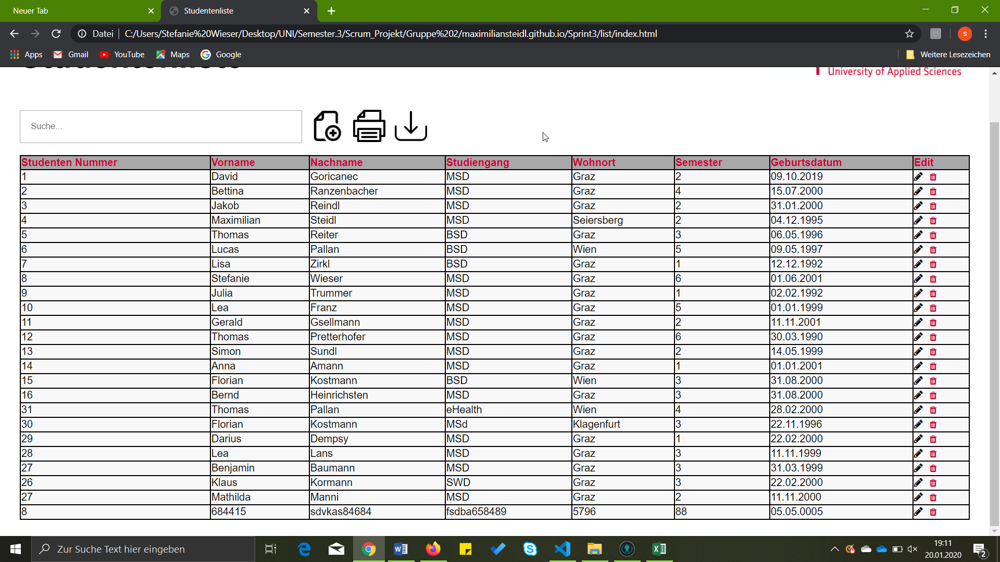 Neuer Tab
Studentenliste
Datei C:/Users/Stefanie%20Wieser/Desktop/UNI/Semester.3/Scrum_Projekt/Gruppe%202/maximiliansteidl.github.io/Sprint3/list/index.html
S
Apps Gmail YouTube Maps Google Weitere Lesezeichen
University of Applied Sciences
Suche...
Studenten Nummer Vorname Nachname Studiengang Wohnort Semester Geburtsdatum Edit
1 David Goricanec MSD Graz 2 09.10.2019
2 Bettina Ranzenbacher MSD Graz 4 15.07.2000
3 Jakob Reindl MSD Graz 2 31.01.2000
4 Maximilian Steidl MSD Seiersberg 2 04.12.1995
5 Thomas Reiter BSD Graz 3 06.05.1996
6 Lucas Pallan BSD Wien 5 09.05.1997
7 Lisa Zirkl BSD Graz 1 12.12.1992
8 Stefanie Wieser MSD Graz 6 01.06.2001
9 Julia Trummer MSD Graz 1 02.02.1992
10 Lea Franz MSD Graz 5 01.01.1999
11 Gerald Gsellmann MSD Graz 2 11.11.2001
12 Thomas Pretterhofer MSD Graz 6 30.03.1990
13 Simon Sundl MSD Graz 2 14.05.1999
14 Anna Amann MSD Graz 1 01.01.2001
15 Florian Kostmann BSD Wien 3 31.08.2000
16 Bernd Heinrichsten MSD Graz 3 31.08.2000
31 Thomas Pallan eHealth Wien 4 28.02.2000
30 Florian Kostmann MSd Klagenfurt 3 22.11.1996
29 Darius Dempsy MSD Graz 1 22.02.2000
28 Lea Lans MSD Graz 3 11.11.1999
27 Benjamin Baumann MSD Graz 3 31.03.1999
26 Klaus Kormann SWD Graz 3 22.02.2000
27 Mathilda Manni MSD Graz 2 11.11.2000
8 684415 sdvkas84684 fsdba658489 5796 88 05.05.0005
Zur Suche Text hier eingeben
19:11
20.01.2020
2